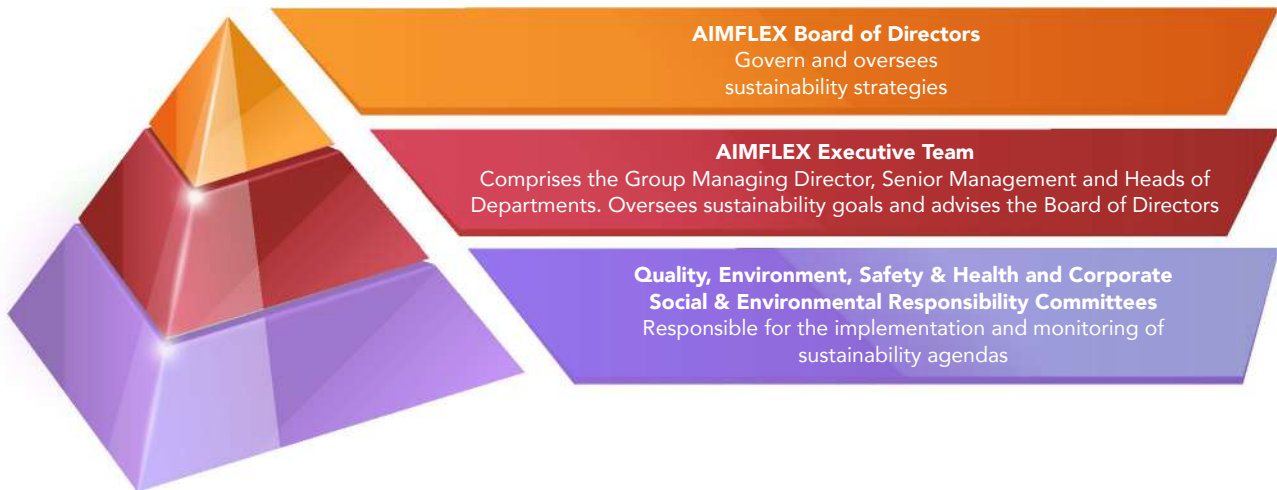 AIMFLEX Board of Directors
Govern and oversees
sustainability strategies
AIMFLEX Executive Team
Comprises the Group Managing Director, Senior Management and Heads of
Departments. Oversees sustainability goals and advises the Board of Directors
Quality, Environment, Safety & Health and Corporate
Social & Environmental Responsibility Committees
Responsible for the implementation and monitoring of
sustainability agendas